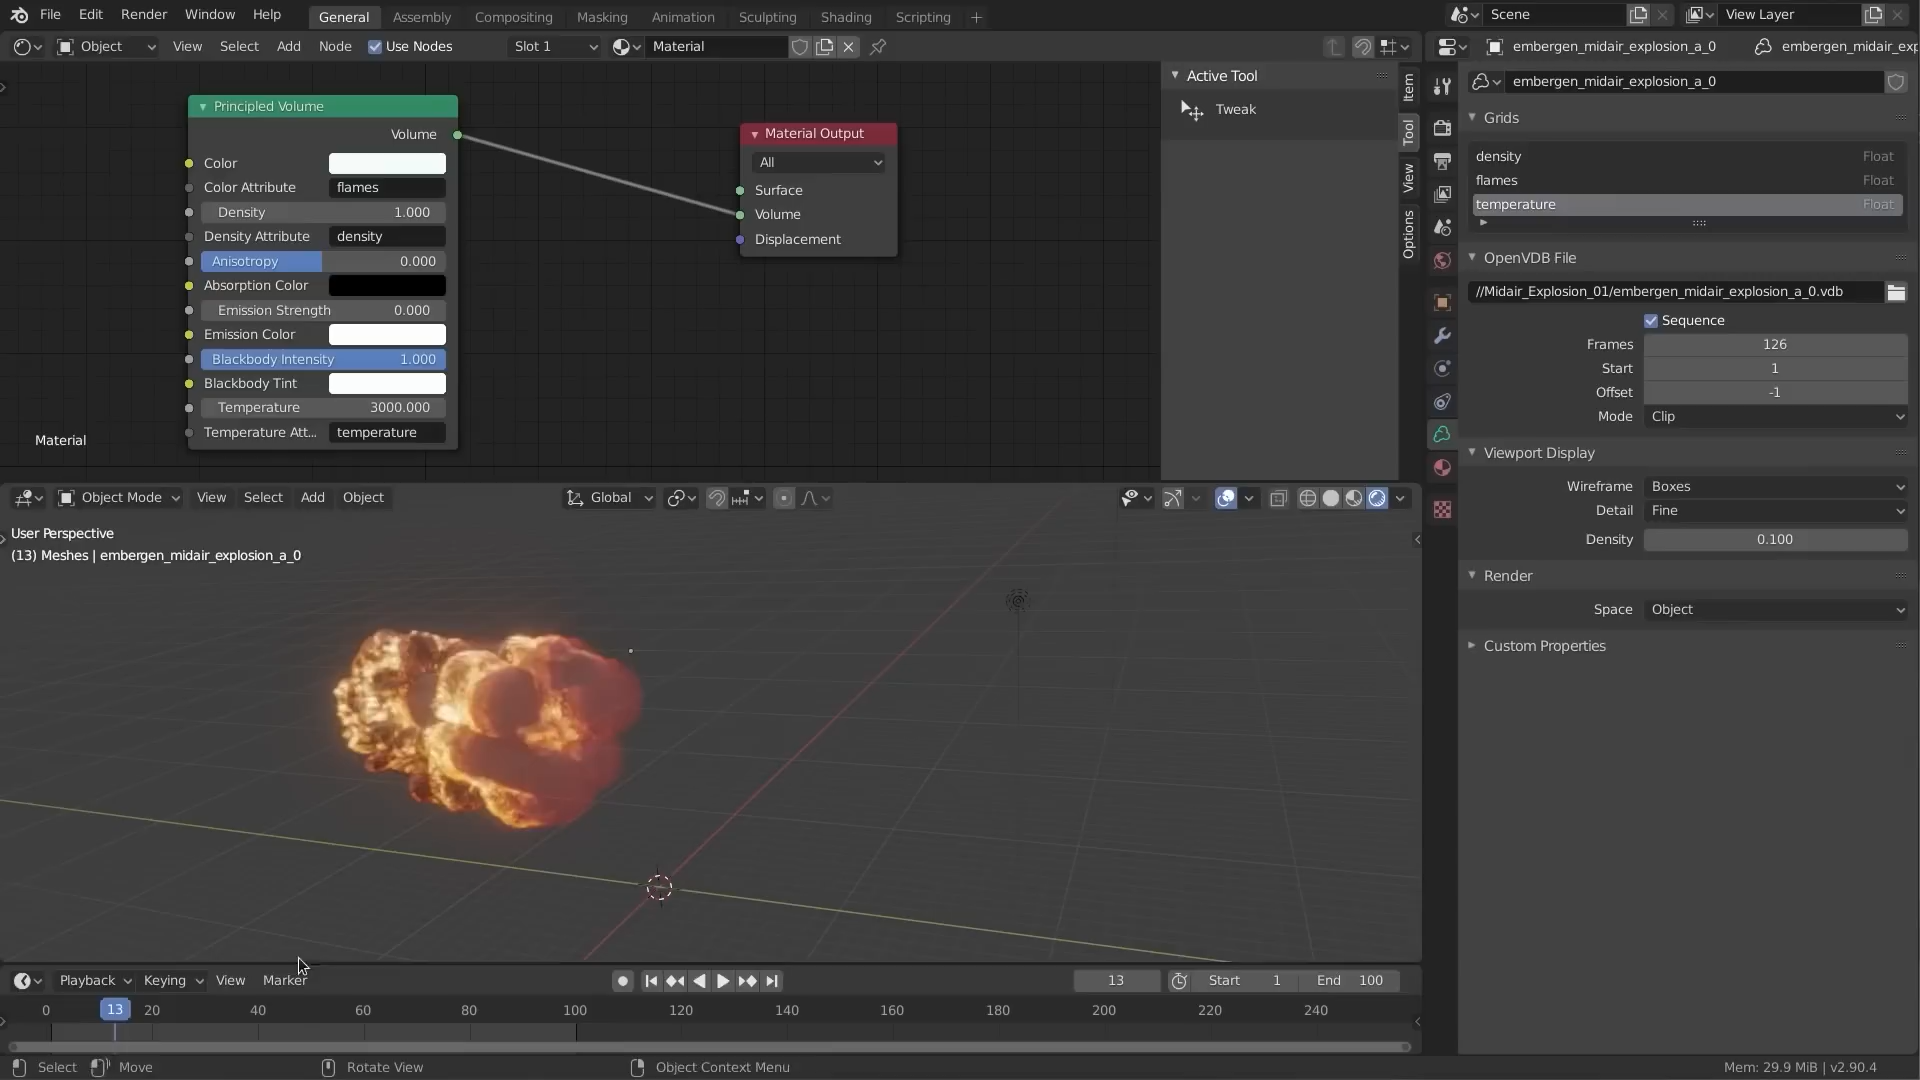 File Edit Render Window Help General Assembly Compositing Masking Animation Sculpting Shading Scripting + Scene View Layer
Object View Select Add Node Use Nodes Slot 1 Material
embergen_midair_explosion_a_0 embergen_midair_exp
Principled Volume
Volume
Color
Color Attribute flames
Density 1.000
Density Attribute density
Anisotropy 0.000
Absorption Color
Emission Strength 0.000
Emission Color
Blackbody Intensity 1.000
Blackbody Tint
Temperature 3000.000
Temperature Att... temperature
Material
Material Output
All
Surface
Volume
Displacement
Active Tool
Tweak
Item
Tool
View
Options
embergen_midair_explosion_a_0
Grids
density Float
flames Float
temperature Float
OpenVDB File
//Midair_Explosion_01/embergen_midair_explosion_a_0.vdb
Sequence
Frames 126
Start 1
Offset -1
Mode Clip
Viewport Display
Wireframe Boxes
Detail Fine
Density 0.100
Render
Space Object
Custom Properties
Object Mode View Select Add Object Global
User Perspective
(13) Meshes | embergen_midair_explosion_a_0
Playback Keying View Marker 13 Start 1 End 100
0 13 20 40 60 80 100 120 140 160 180 200 220 240
Select Move Rotate View Object Context Menu Mem: 29.9 MiB | v2.90.4